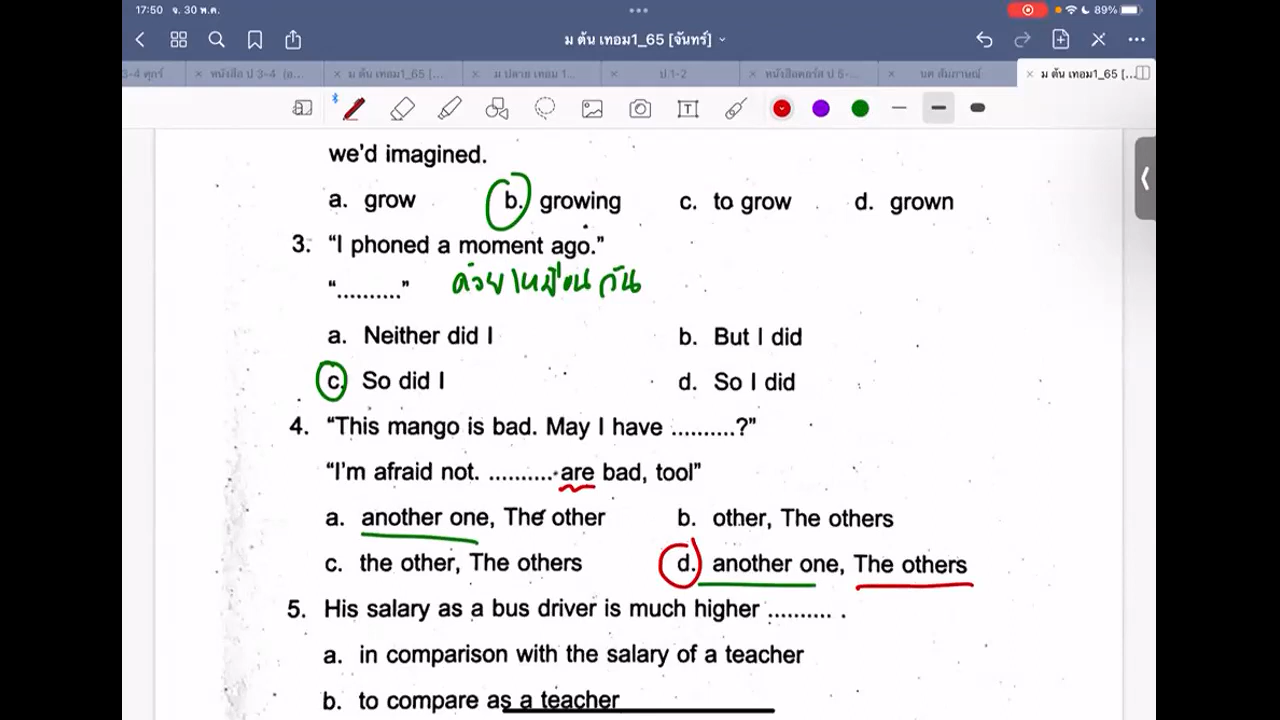 17:50 จ. 30 พ.ค.
89%
ม ต้น เทอม1_65 [จันทร์]
3-4 ศุกร์
หนังสือ ป 3-4 (อ...
ม ต้น เทอม1_65 [...
ม ปลาย เทอม 1...
ป.1-2
หนังสือคอร์ส ป 5-...
บศ สัมภาษณ์
ม ต้น เทอม1_65 [...
we'd imagined.
a. grow b. growing c. to grow d. grown
3. “I phoned a moment ago.”
“..........” ด้วยเหมือนกัน
a. Neither did I b. But I did
c. So did I d. So I did
4. “This mango is bad. May I have ..........?”
“I'm afraid not. .......... are bad, too!”
a. another one, The other b. other, The others
c. the other, The others d. another one, The others
5. His salary as a bus driver is much higher .......... .
a. in comparison with the salary of a teacher
b. to compare as a teacher